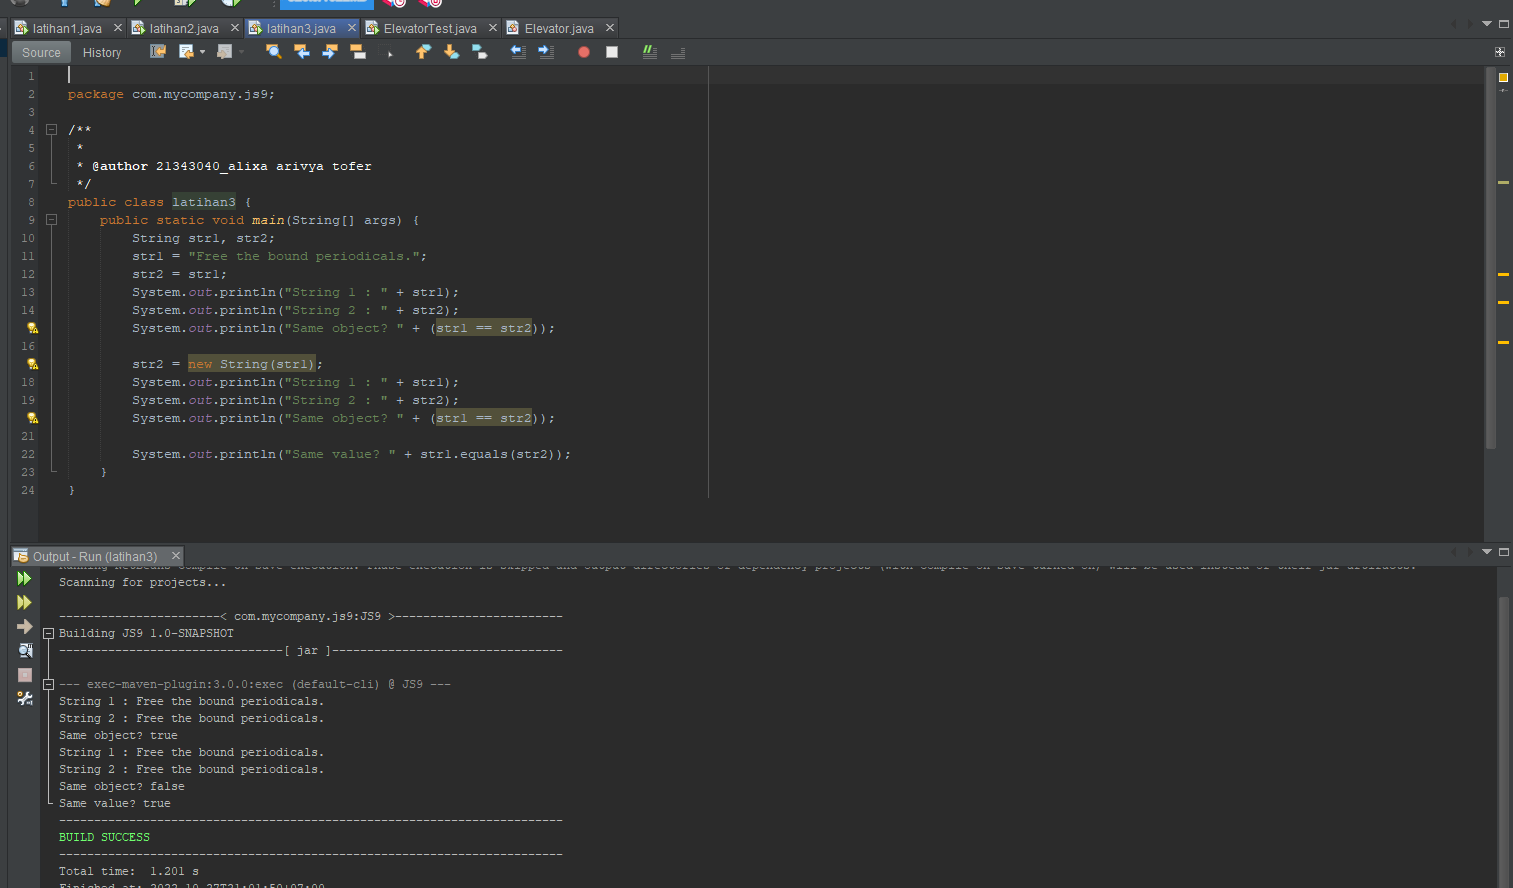 latihan1.java latihan2.java latihan3.java ElevatorTest.java Elevator.java
Source History
1
2 package com.mycompany.js9;
3
4 /**
5 *
6 * @author 21343040_alixa arivya tofer
7 */
8 public class latihan3 {
9 public static void main(String[] args) {
10 String str1, str2;
11 str1 = "Free the bound periodicals.";
12 str2 = str1;
13 System.out.println("String 1 : " + str1);
14 System.out.println("String 2 : " + str2);
System.out.println("Same object? " + (str1 == str2));
16
str2 = new String(str1);
18 System.out.println("String 1 : " + str1);
19 System.out.println("String 2 : " + str2);
System.out.println("Same object? " + (str1 == str2));
21
22 System.out.println("Same value? " + str1.equals(str2));
23 }
24 }
Output - Run (latihan3)
Scanning for projects...
-----------------------< com.mycompany.js9:JS9 >------------------------
Building JS9 1.0-SNAPSHOT
--------------------------------[ jar ]---------------------------------
--- exec-maven-plugin:3.0.0:exec (default-cli) @ JS9 ---
String 1 : Free the bound periodicals.
String 2 : Free the bound periodicals.
Same object? true
String 1 : Free the bound periodicals.
String 2 : Free the bound periodicals.
Same object? false
Same value? true
------------------------------------------------------------------------
BUILD SUCCESS
------------------------------------------------------------------------
Total time:  1.201 s
Finished at: 2022-10-27T21:01:50+07:00